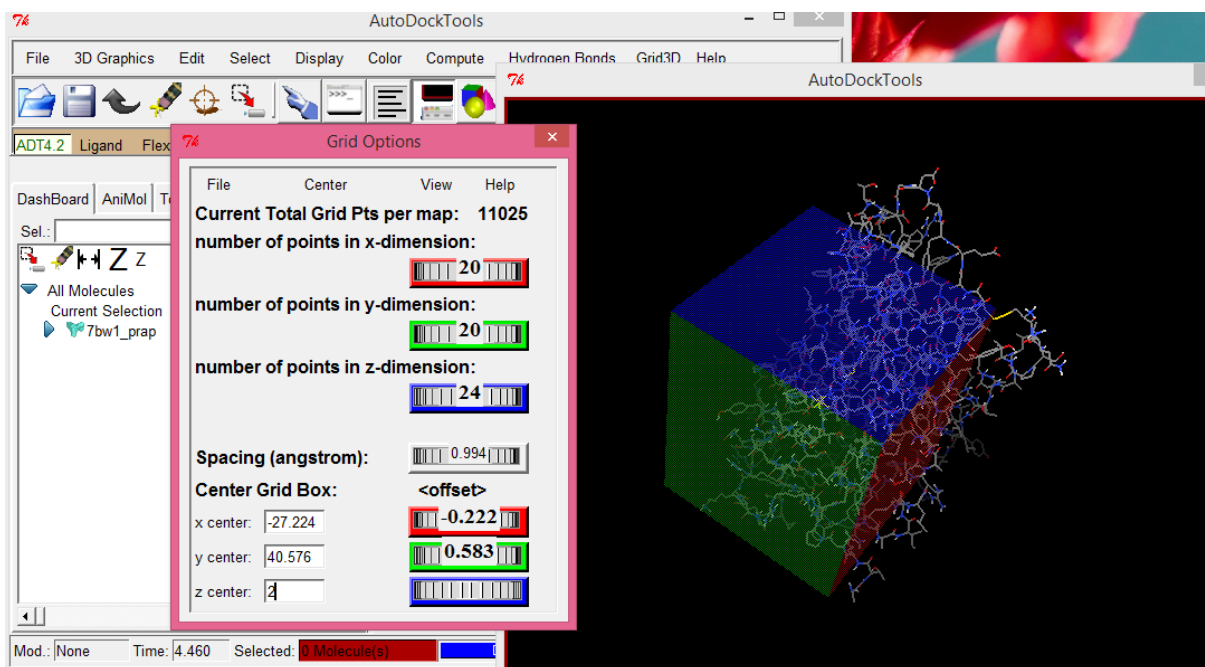 AutoDockTools
File 3D Graphics Edit Select Display Color Compute Hydrogen Bonds Grid3D Help
AutoDockTools
ADT4.2 Ligand Flex
Grid Options
File Center View Help
Current Total Grid Pts per map: 11025
number of points in x-dimension:
20
number of points in y-dimension:
20
number of points in z-dimension:
24
Spacing (angstrom): 0.994
Center Grid Box: <offset>
x center: -27.224 -0.222
y center: 40.576 0.583
z center: 2
DashBoard AniMol
Sel.:
Z Z
All Molecules
Current Selection
7bw1_prap
Mod.: None Time: 4.460 Selected: 0 Molecule(s)